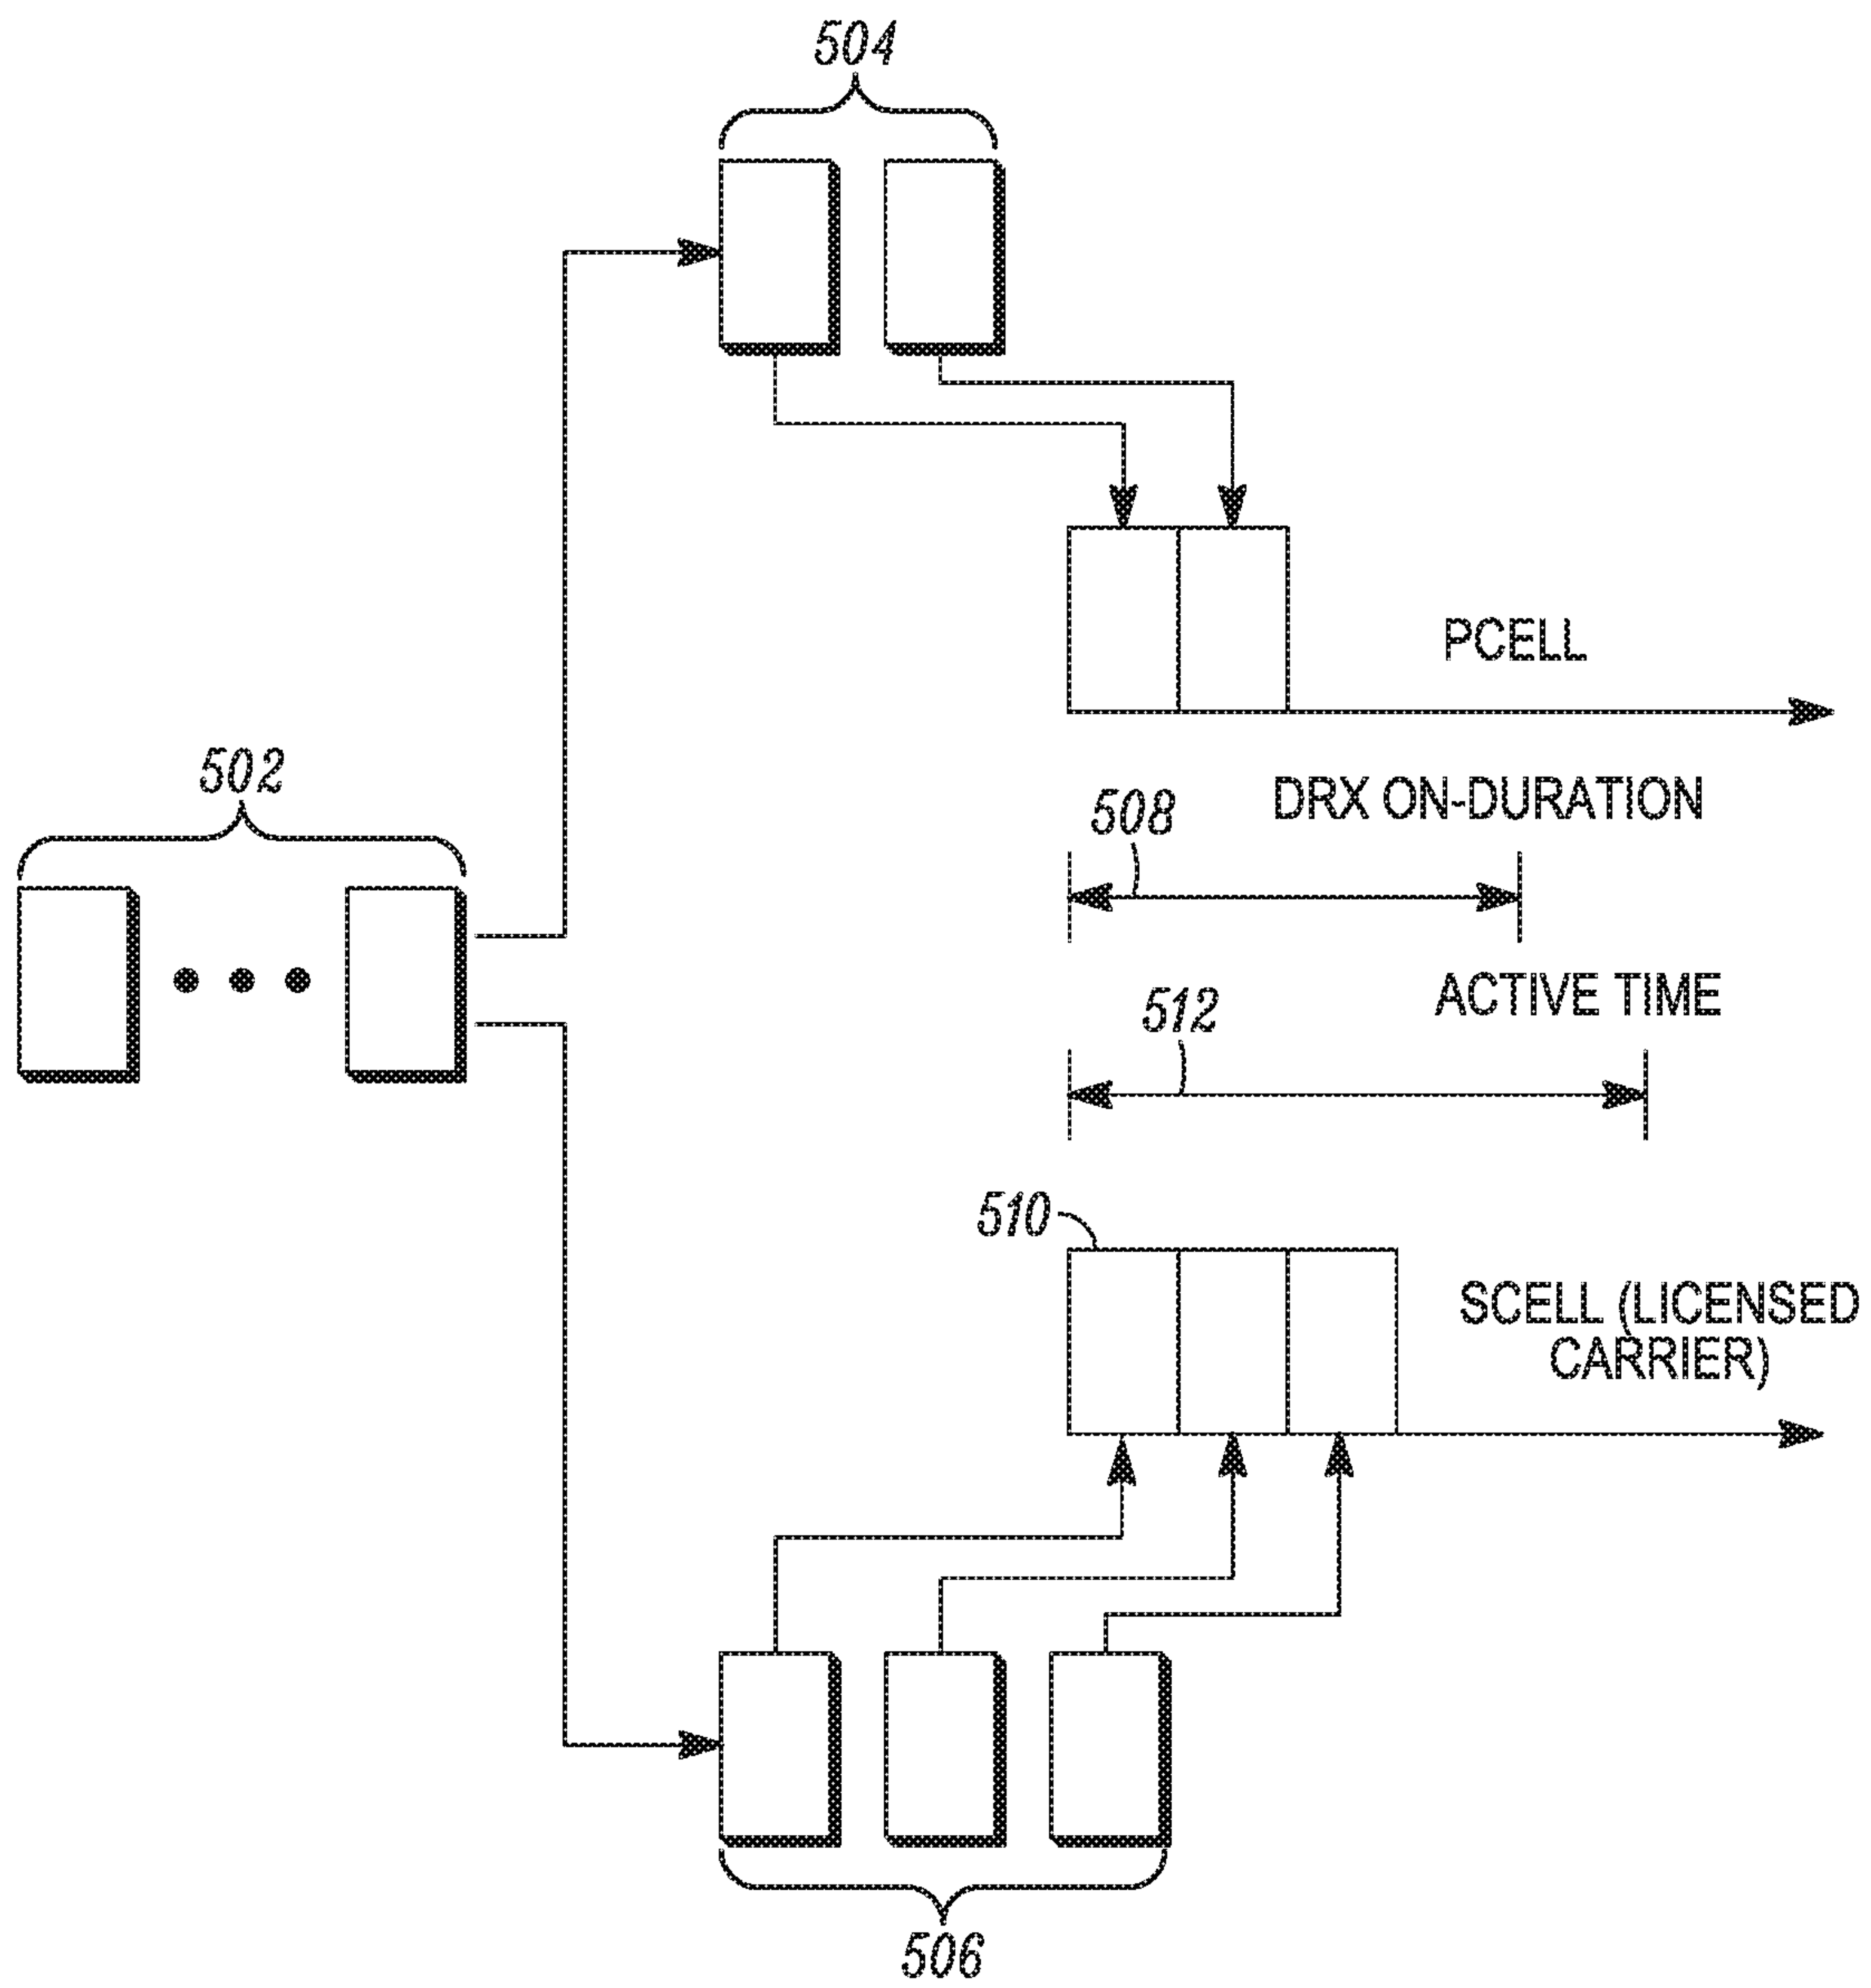 504
PCELL
502
DRX ON-DURATION
508
ACTIVE TIME
512
510
SCELL (LICENSED
CARRIER)
506